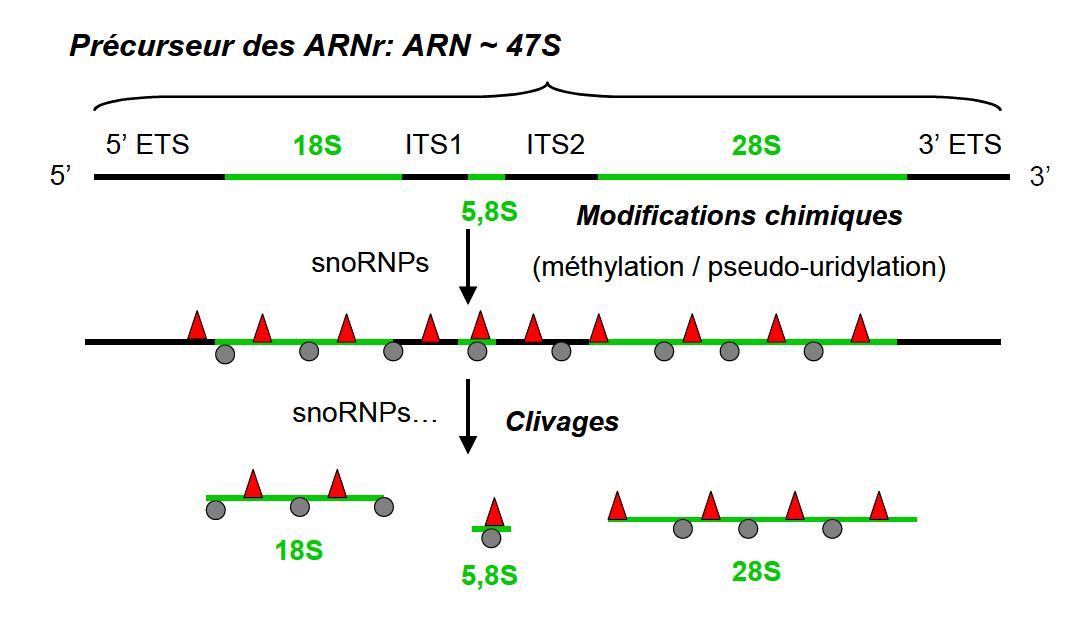 Précurseur des ARNr: ARN ~ 47S
5’ ETS 18S ITS1 ITS2 28S 3’ ETS
5’ 3’
5,8S
Modifications chimiques
snoRNPs (méthylation / pseudo-uridylation)
snoRNPs… Clivages
18S 5,8S 28S